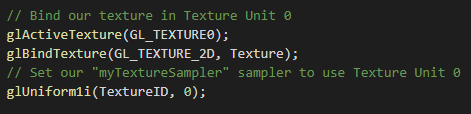 // Bind our texture in Texture Unit 0
glActiveTexture(GL_TEXTURE0);
glBindTexture(GL_TEXTURE_2D, Texture);
// Set our "myTextureSampler" sampler to use Texture Unit 0
glUniform1i(TextureID, 0);